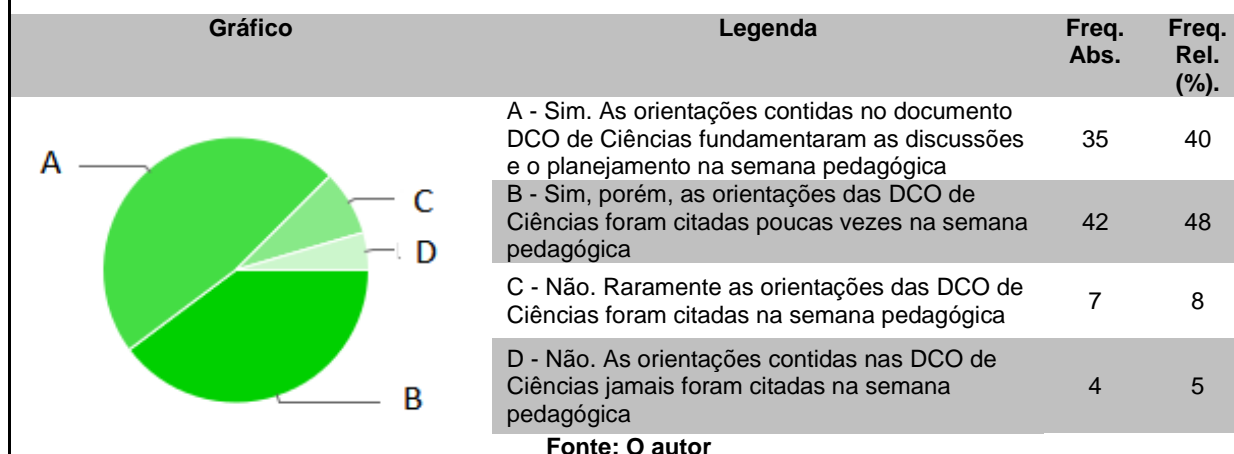 Gráfico Legenda Freq. Freq.
Abs. Rel.
(%).
A
B
C
D
A - Sim. As orientações contidas no documento
DCO de Ciências fundamentaram as discussões 35 40
e o planejamento na semana pedagógica
B - Sim, porém, as orientações das DCO de
Ciências foram citadas poucas vezes na semana 42 48
pedagógica
C - Não. Raramente as orientações das DCO de
Ciências foram citadas na semana pedagógica 7 8
D - Não. As orientações contidas nas DCO de
Ciências jamais foram citadas na semana 4 5
pedagógica
Fonte: O autor